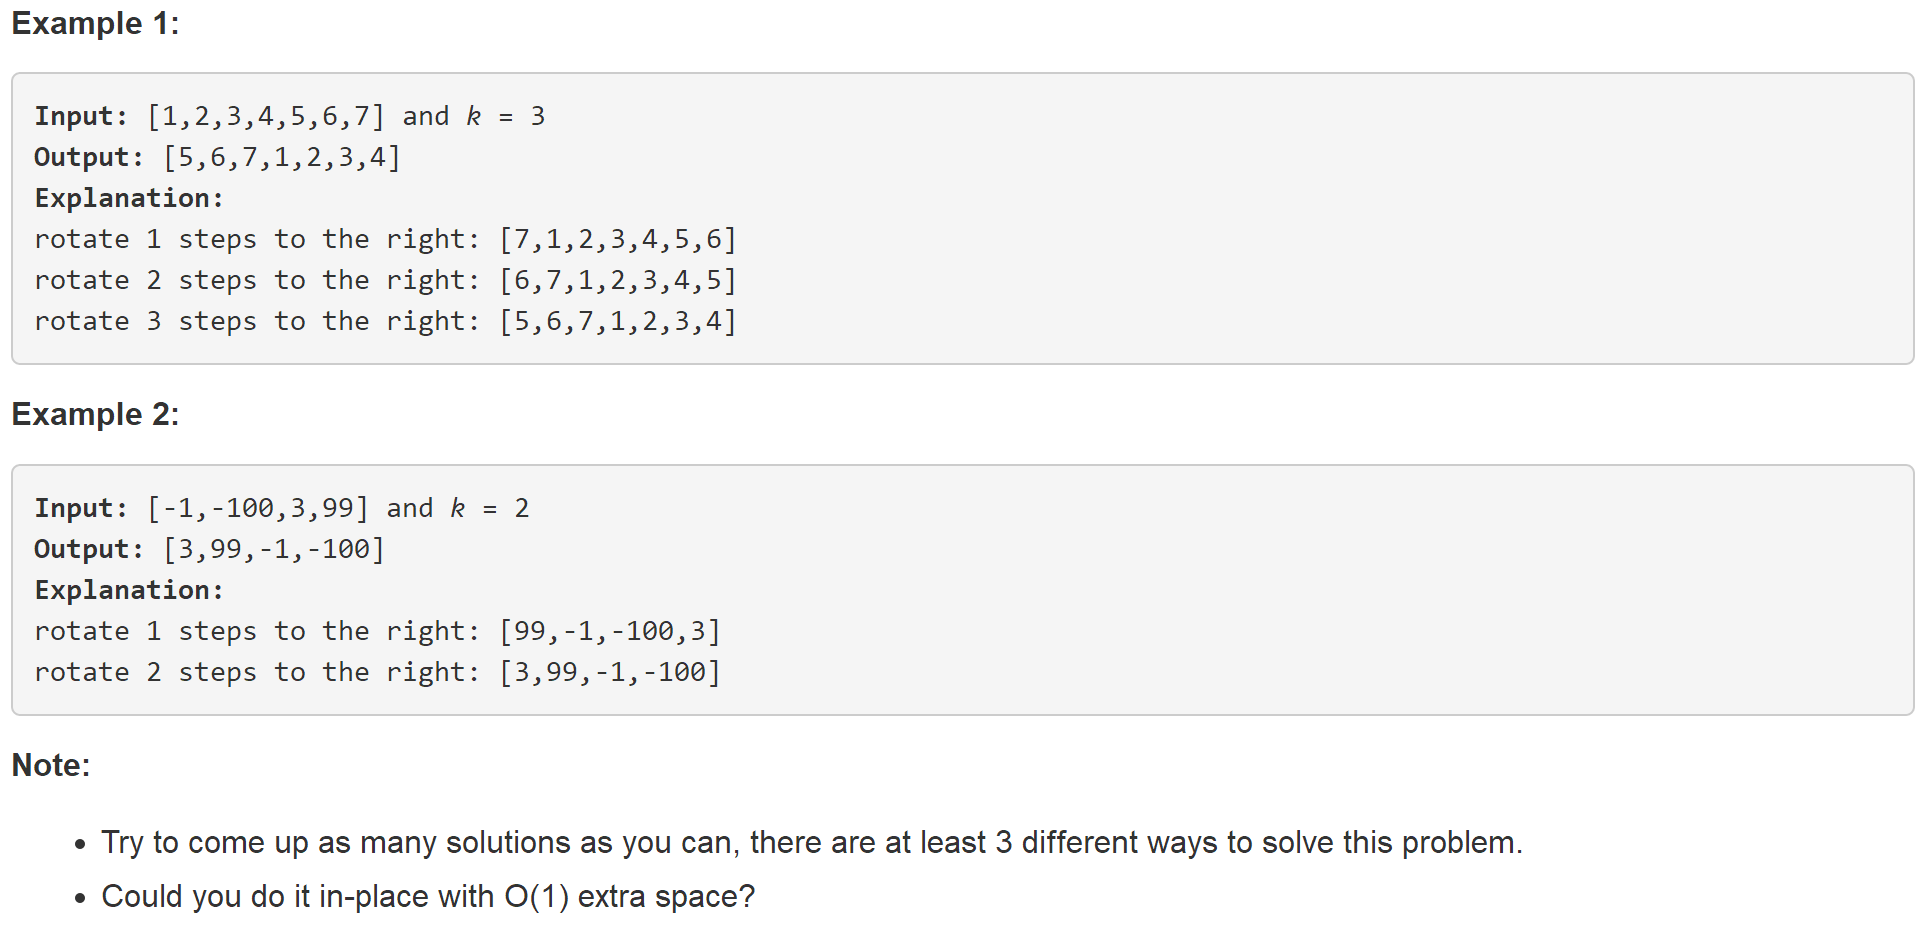 Example 1:
Input: [1,2,3,4,5,6,7] and k = 3
Output: [5,6,7,1,2,3,4]
Explanation:
rotate 1 steps to the right: [7,1,2,3,4,5,6]
rotate 2 steps to the right: [6,7,1,2,3,4,5]
rotate 3 steps to the right: [5,6,7,1,2,3,4]
Example 2:
Input: [-1,-100,3,99] and k = 2
Output: [3,99,-1,-100]
Explanation:
rotate 1 steps to the right: [99,-1,-100,3]
rotate 2 steps to the right: [3,99,-1,-100]
Note:
• Try to come up as many solutions as you can, there are at least 3 different ways to solve this problem.
• Could you do it in-place with O(1) extra space?